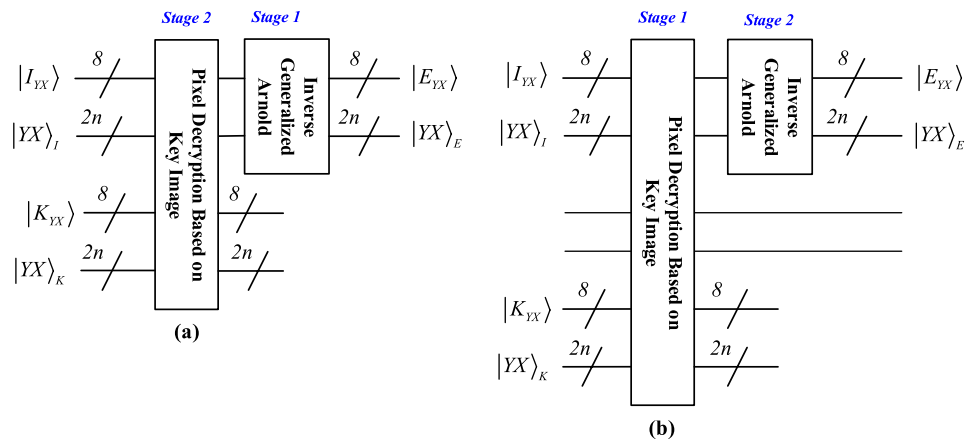 Stage 2
Stage 1
|I_YX⟩
8
Pixel Decryption Based on
Key Image
Inverse
Generalized
Arnold
8
|E_YX⟩
|YX⟩_I
2n
2n
|YX⟩_E
|K_YX⟩
8
8
|YX⟩_K
2n
2n
(a)
Stage 1
Stage 2
|I_YX⟩
8
Pixel Decryption Based on
Key Image
Inverse
Generalized
Arnold
8
|E_YX⟩
|YX⟩_I
2n
2n
|YX⟩_E
|K_YX⟩
8
8
|YX⟩_K
2n
2n
(b)